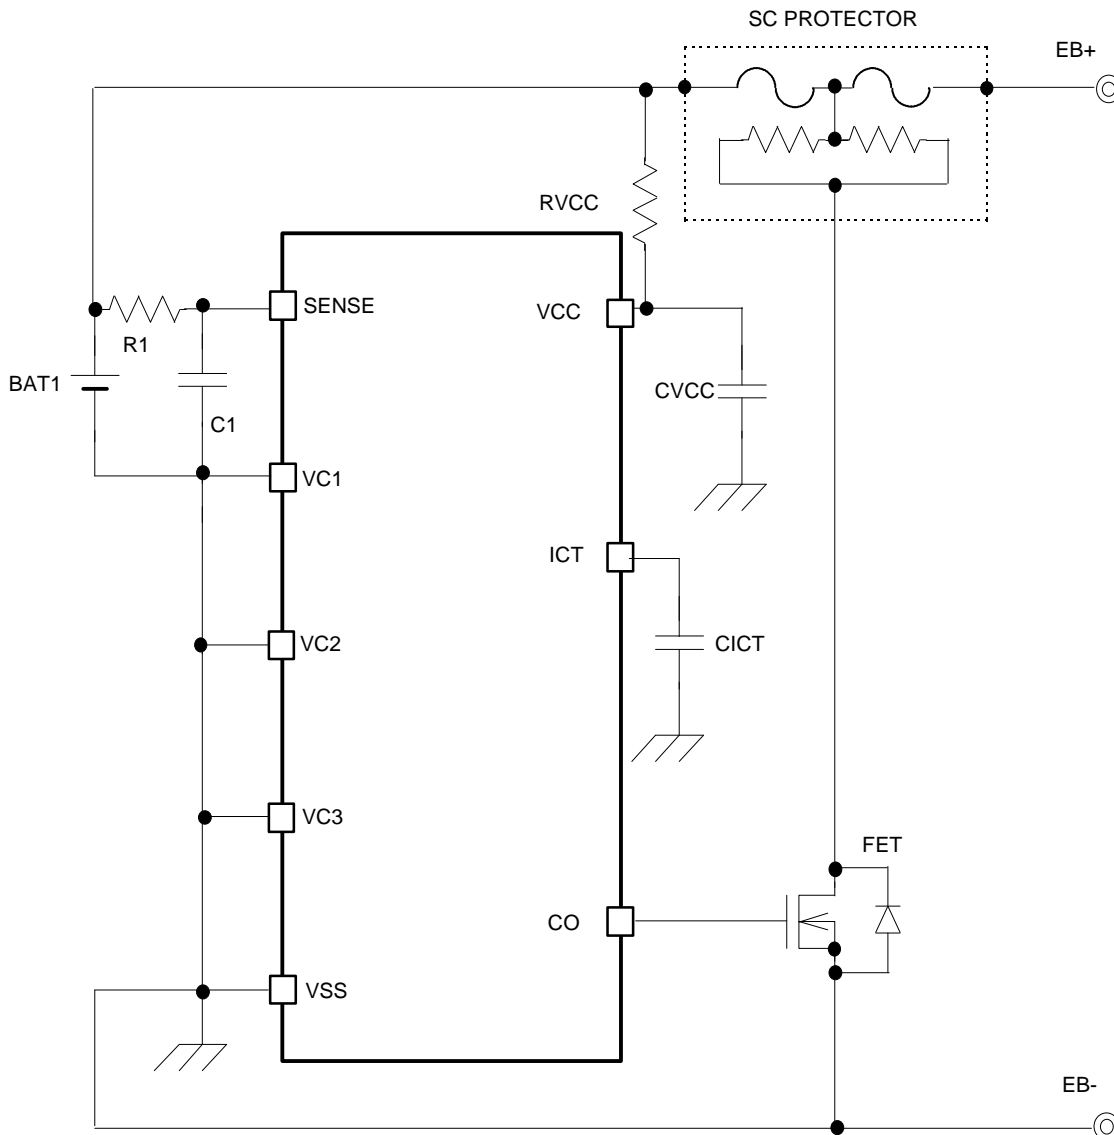 SC PROTECTOR
EB+
RVCC
SENSE
VCC
R1
BAT1
CVCC
C1
VC1
ICT
VC2
CICT
VC3
FET
CO
VSS
EB-